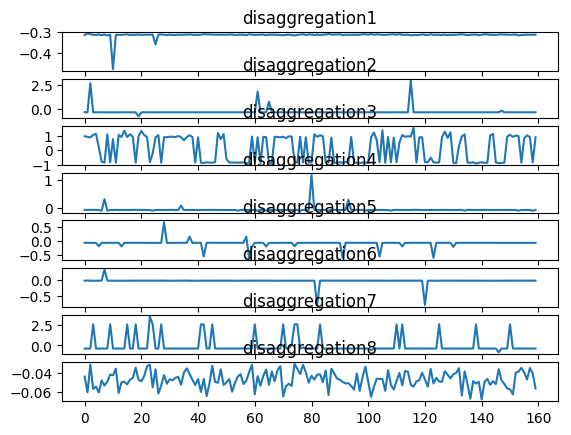 disaggregation1
−0.3
−0.4
disaggregation2
2.5
0.0
disaggregation3
1
0
−1
disaggregation4
1
0
disaggregation5
0.5
0.0
−0.5
disaggregation6
0.0
−0.5
disaggregation7
2.5
0.0
disaggregation8
−0.04
−0.06
0 20 40 60 80 100 120 140 160